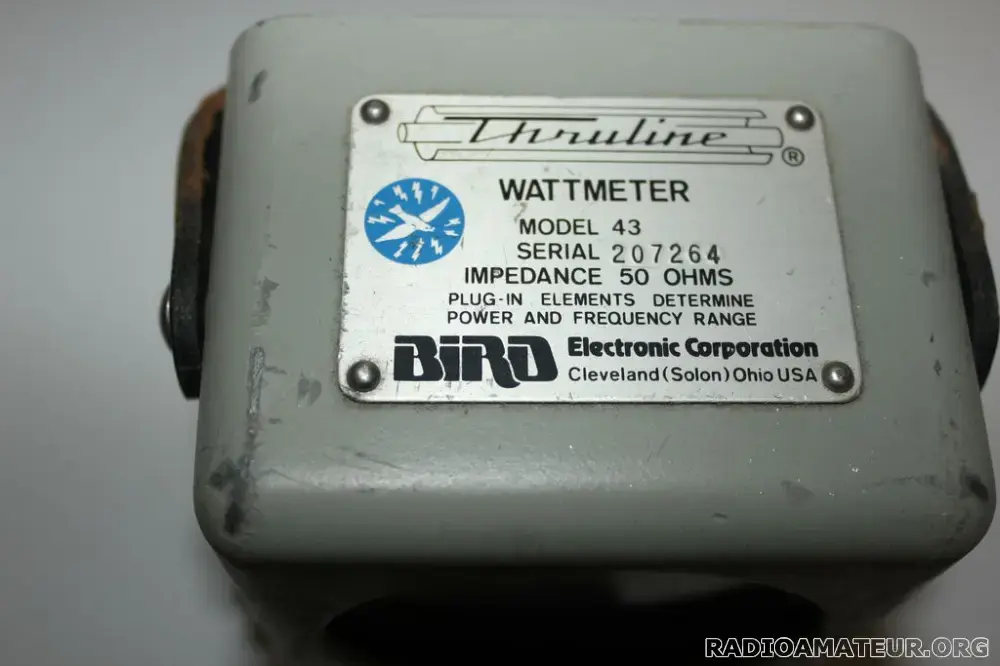 Thruline
®
WATTMETER
MODEL 43
SERIAL 207264
IMPEDANCE 50 OHMS
PLUG-IN ELEMENTS DETERMINE
POWER AND FREQUENCY RANGE
BIRD Electronic Corporation
Cleveland (Solon) Ohio USA
RADIOAMATEUR.ORG